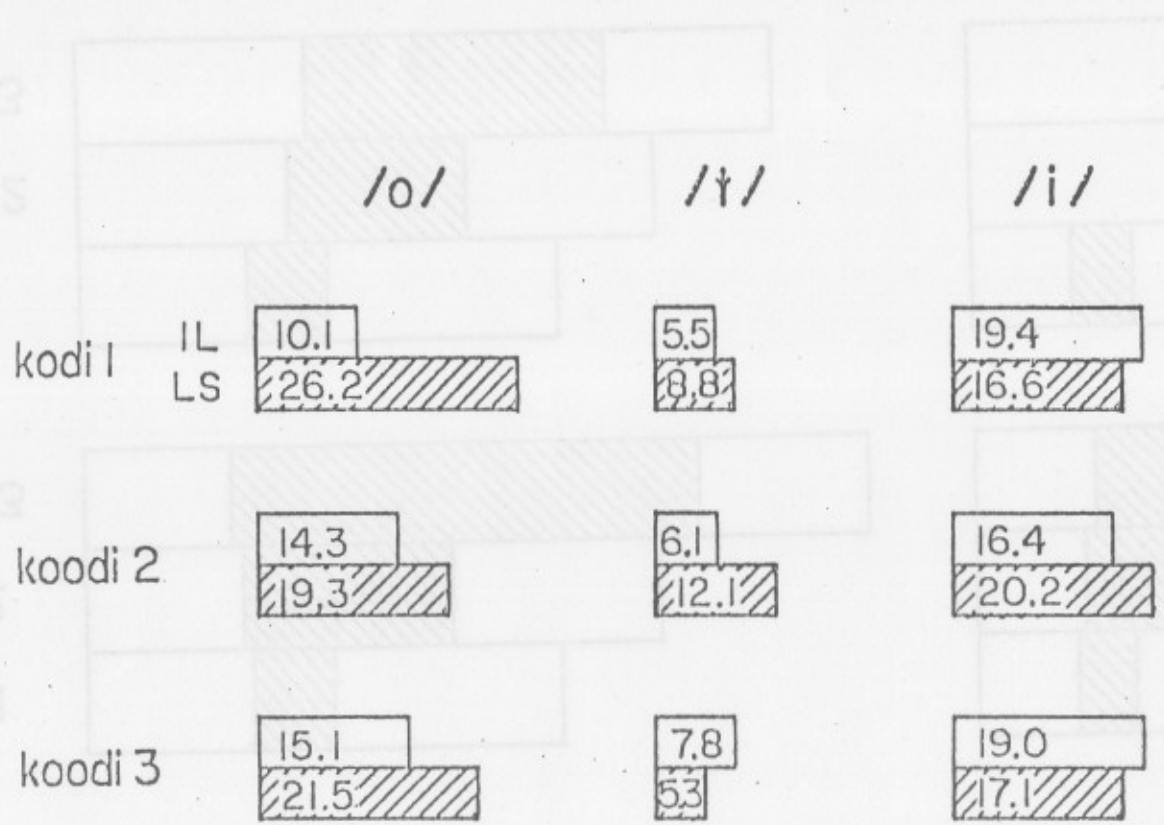 /o/ /ɨ/ /i/
kodi 1 IL 10.1 5.5 19.4
LS 26.2 8.8 16.6
koodi 2 14.3 6.1 16.4
19.3 12.1 20.2
koodi 3 15.1 7.8 19.0
21.5 5.3 17.1